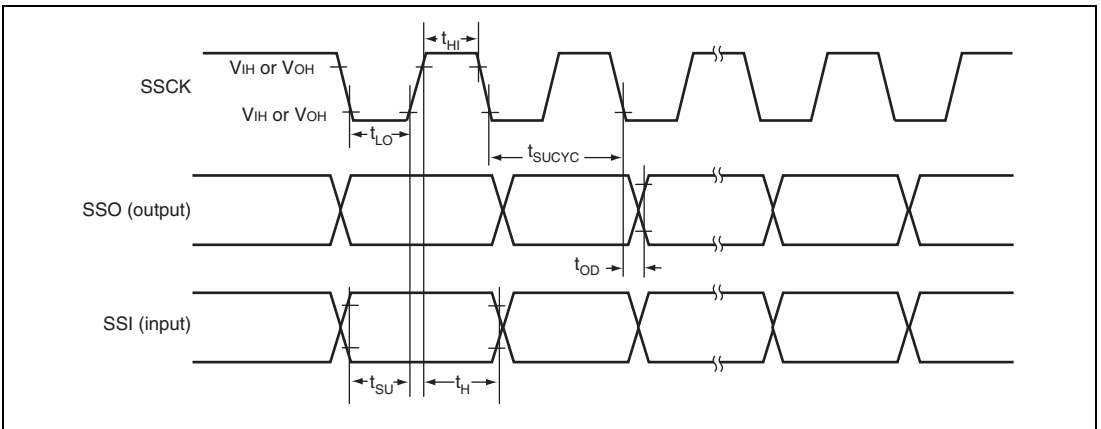 tHI
VIH or VOH
SSCK
VIH or VOH
tLO
tSUCYC
SSO (output)
tOD
SSI (input)
tSU
tH